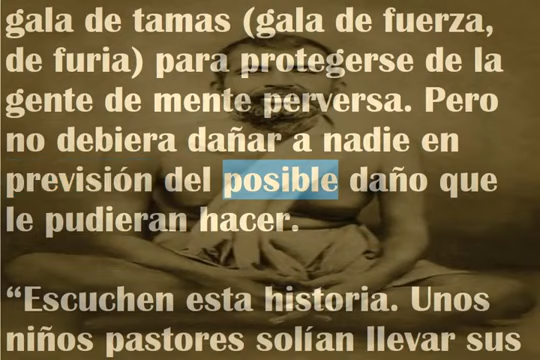 gala de tamas (gala de fuerza,
de furia) para protegerse de la
gente de mente perversa. Pero
no debiera dañar a nadie en
previsión del posible daño que
le pudieran hacer.
“Escuchen esta historia. Unos
niños pastores solían llevar sus